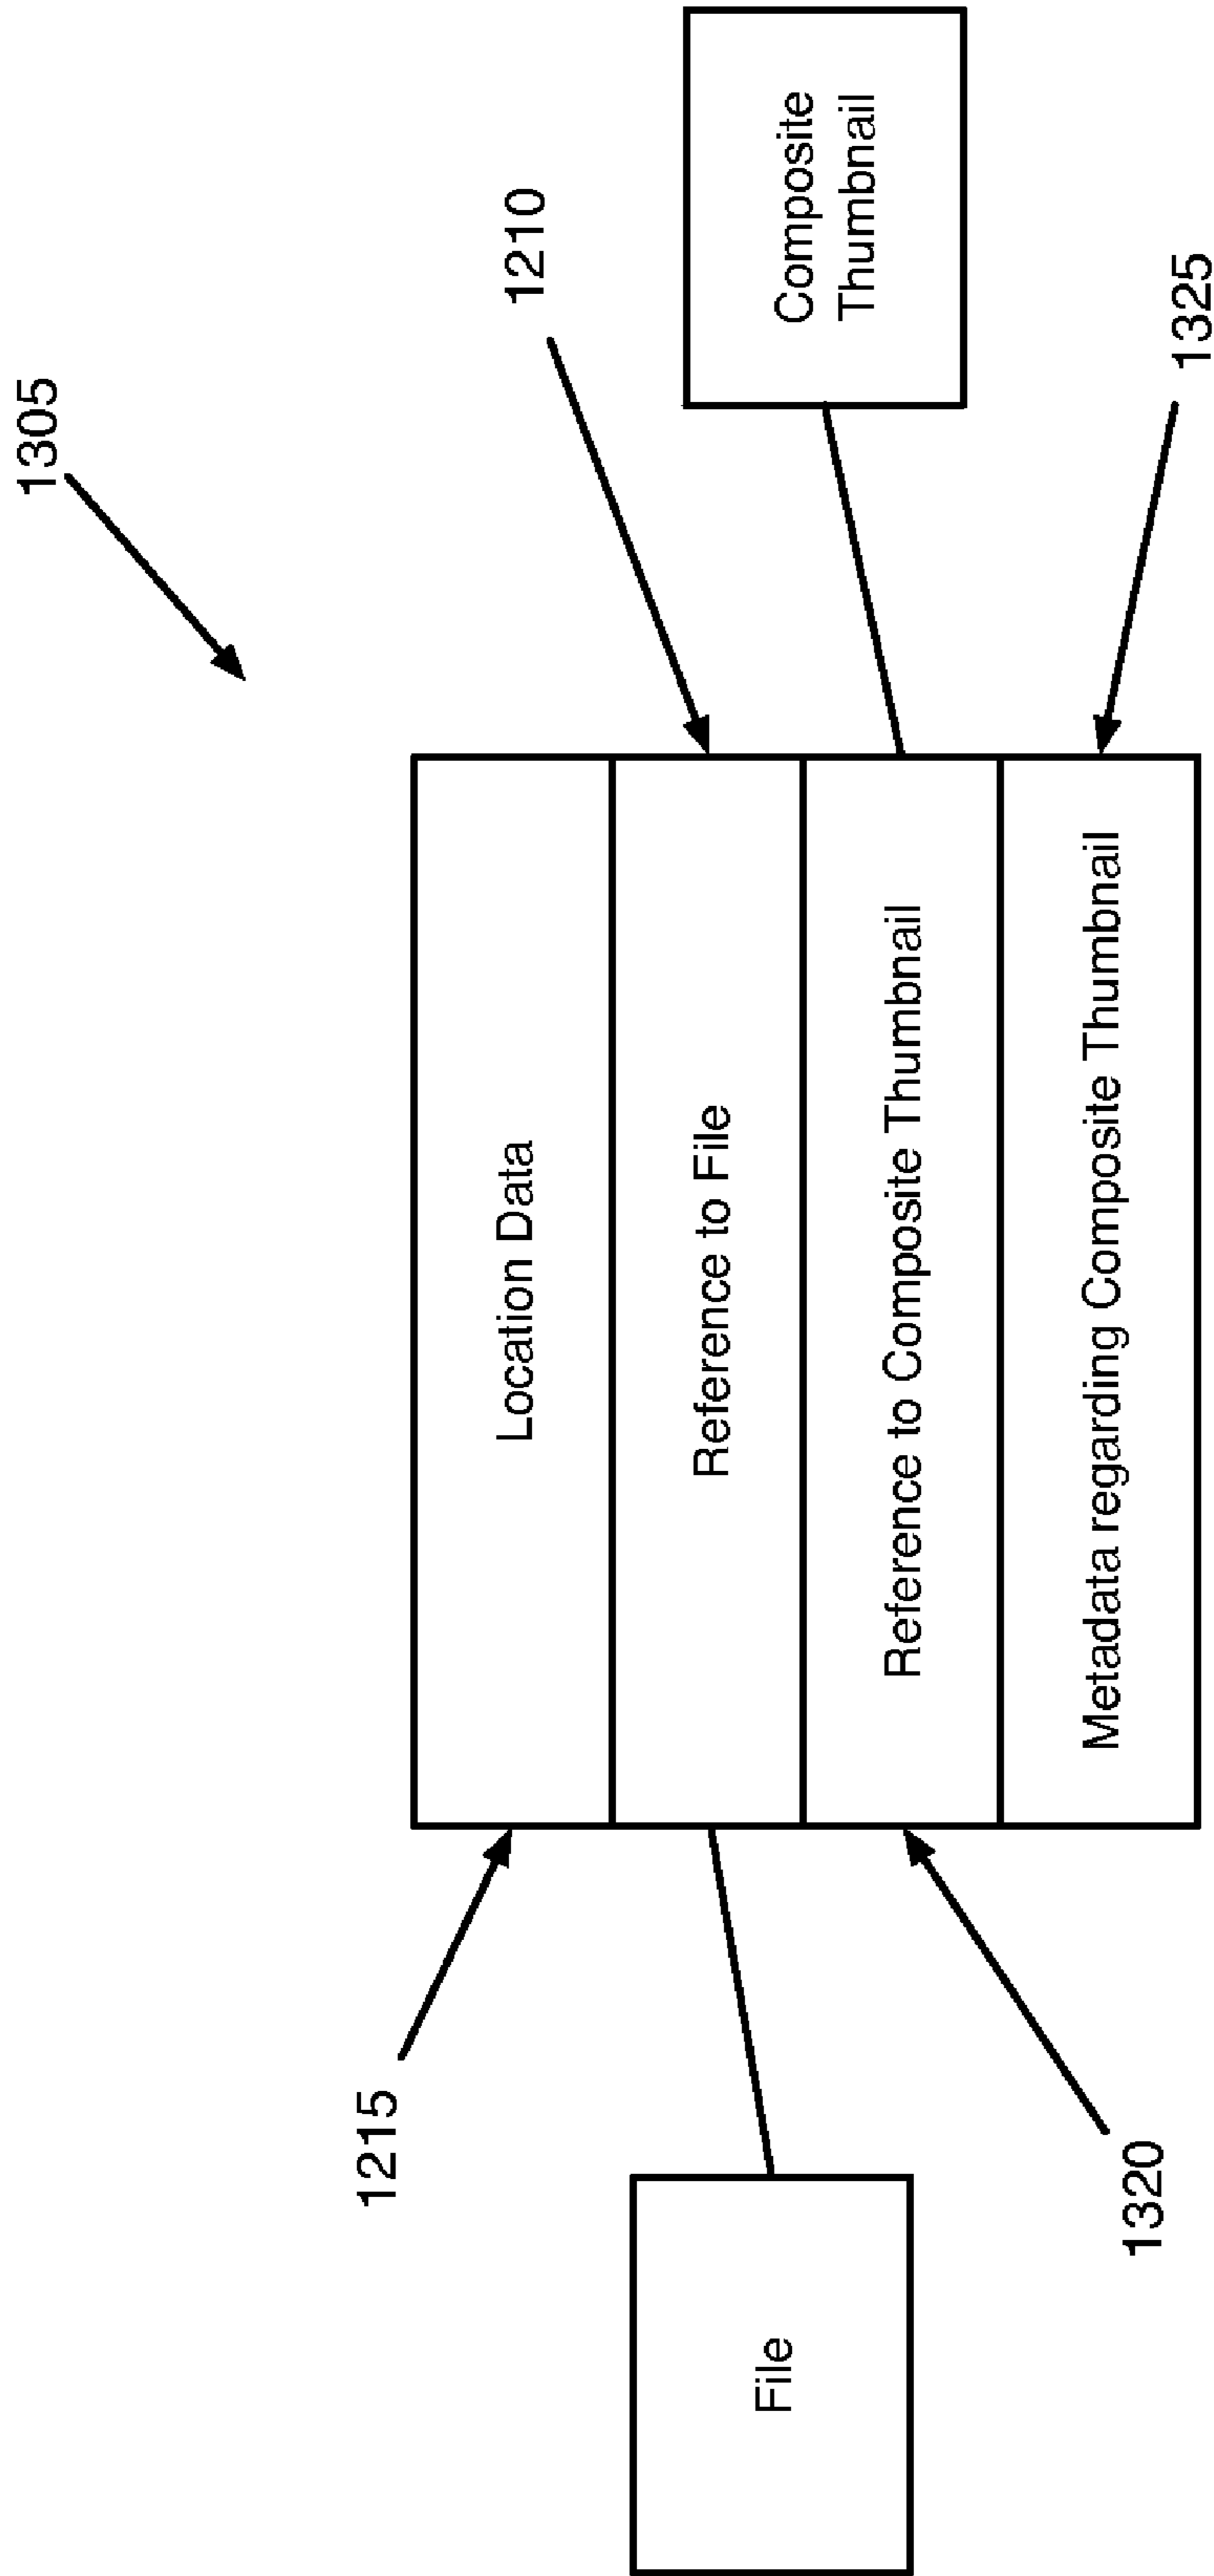 1305
1215
Location Data
1210
Reference to File
File
Composite
Thumbnail
Reference to Composite Thumbnail
1320
Metadata regarding Composite Thumbnail
1325